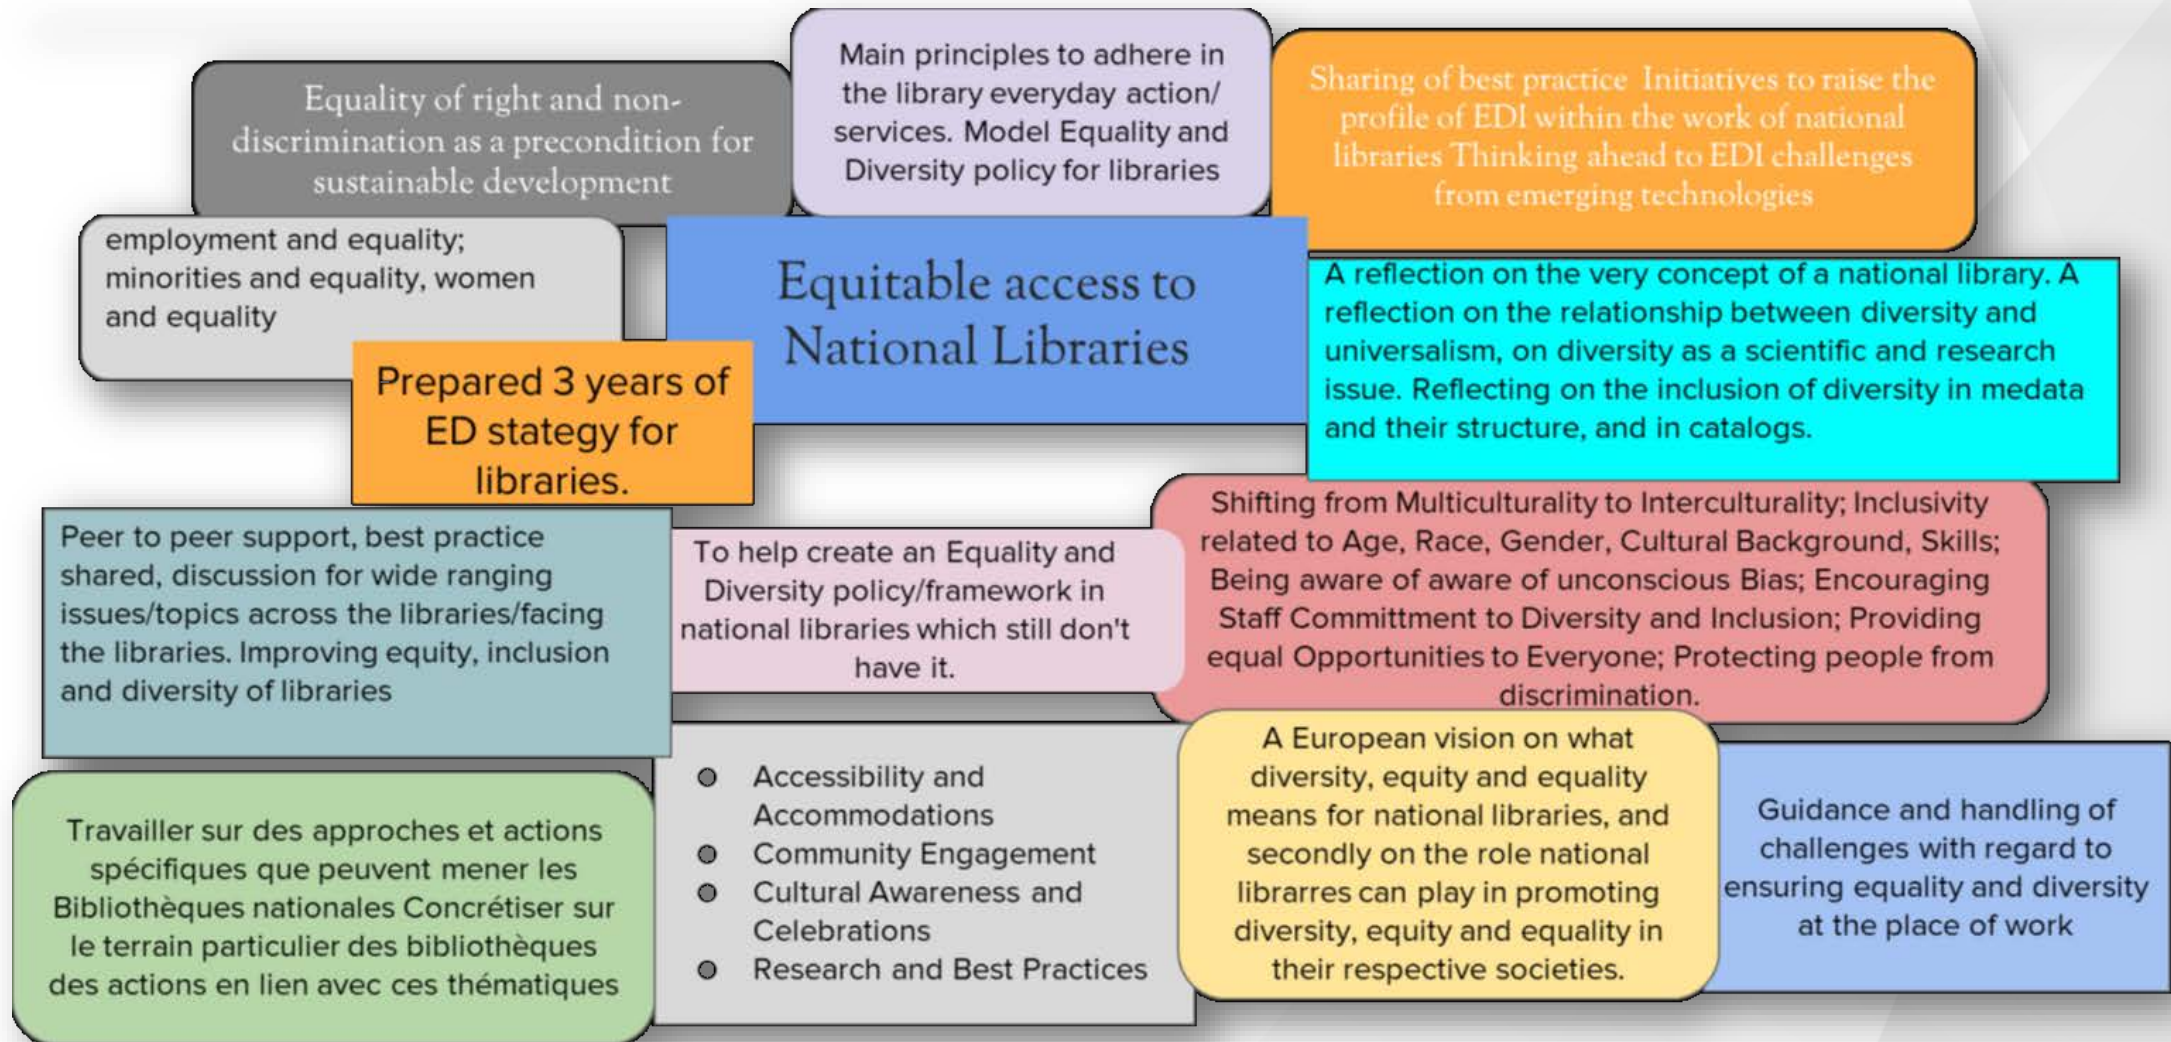 Equality of right and non-
discrimination as a precondition for
sustainable development
Main principles to adhere in
the library everyday action/
services. Model Equality and
Diversity policy for libraries
Sharing of best practice Initiatives to raise the
profile of EDI within the work of national
libraries Thinking ahead to EDI challenges
from emerging technologies
employment and equality;
minorities and equality, women
and equality
Equitable access to
National Libraries
A reflection on the very concept of a national library. A
reflection on the relationship between diversity and
universalism, on diversity as a scientific and research
issue. Reflecting on the inclusion of diversity in medata
and their structure, and in catalogs.
Prepared 3 years of
ED stategy for
libraries.
Peer to peer support, best practice
shared, discussion for wide ranging
issues/topics across the libraries/facing
the libraries. Improving equity, inclusion
and diversity of libraries
To help create an Equality and
Diversity policy/framework in
national libraries which still don't
have it.
Shifting from Multiculturality to Interculturality; Inclusivity
related to Age, Race, Gender, Cultural Background, Skills;
Being aware of aware of unconscious Bias; Encouraging
Staff Committment to Diversity and Inclusion; Providing
equal Opportunities to Everyone; Protecting people from
discrimination.
Travailler sur des approches et actions
spécifiques que peuvent mener les
Bibliothèques nationales Concrétiser sur
le terrain particulier des bibliothèques
des actions en lien avec ces thématiques
Accessibility and
Accommodations
Community Engagement
Cultural Awareness and
Celebrations
Research and Best Practices
A European vision on what
diversity, equity and equality
means for national libraries, and
secondly on the role national
librarres can play in promoting
diversity, equity and equality in
their respective societies.
Guidance and handling of
challenges with regard to
ensuring equality and diversity
at the place of work